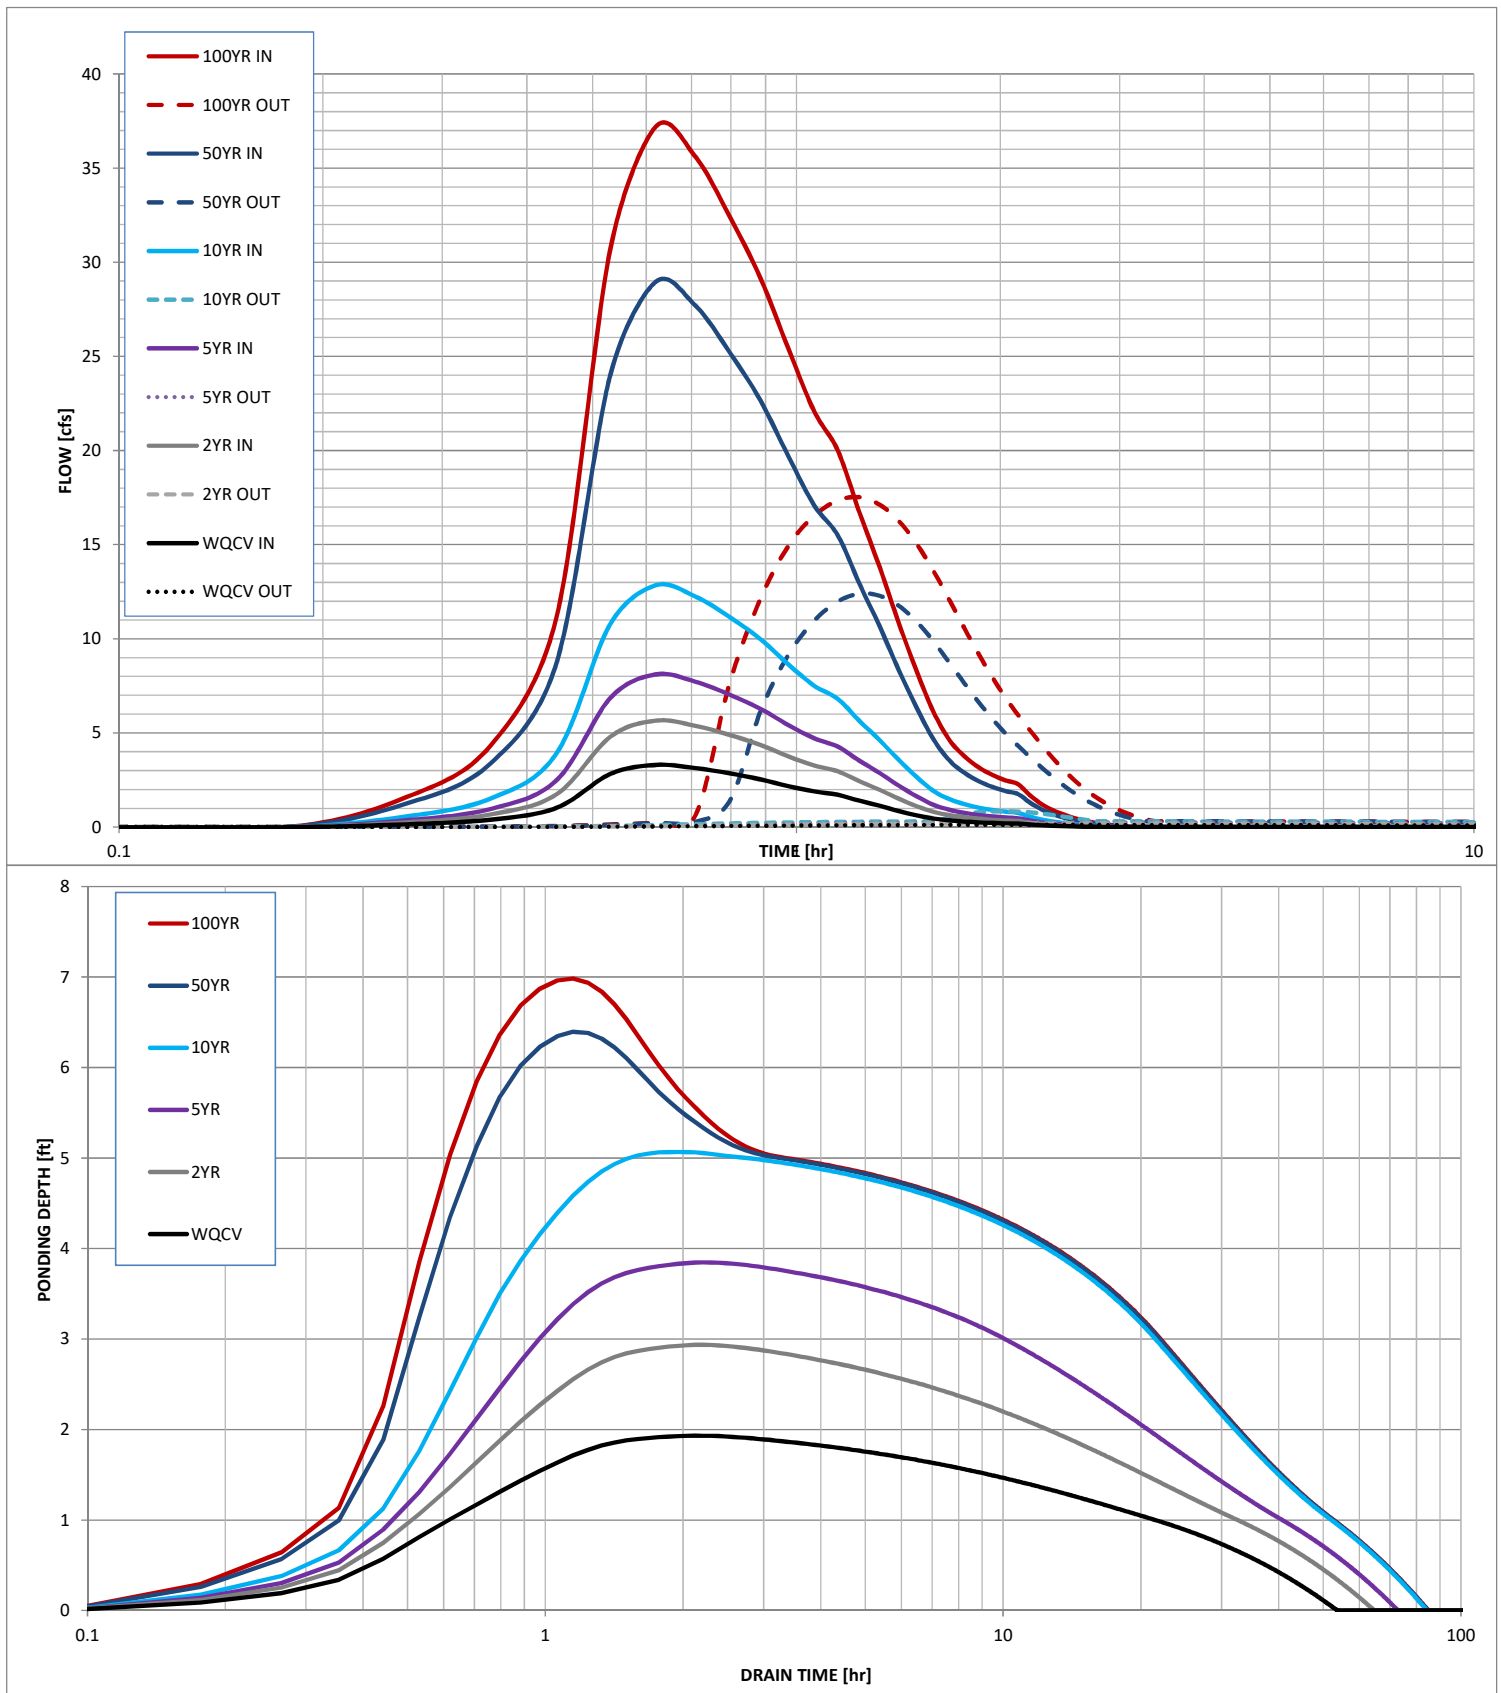 100YR IN
100YR OUT
50YR IN
50YR OUT
10YR IN
10YR OUT
5YR IN
5YR OUT
2YR IN
2YR OUT
WQCV IN
WQCV OUT
40
35
30
25
20
15
10
5
0
FLOW [cfs]
0.1
1
10
TIME [hr]
100YR
50YR
10YR
5YR
2YR
WQCV
8
7
6
5
4
3
2
1
0
PONDING DEPTH [ft]
0.1
1
10
100
DRAIN TIME [hr]